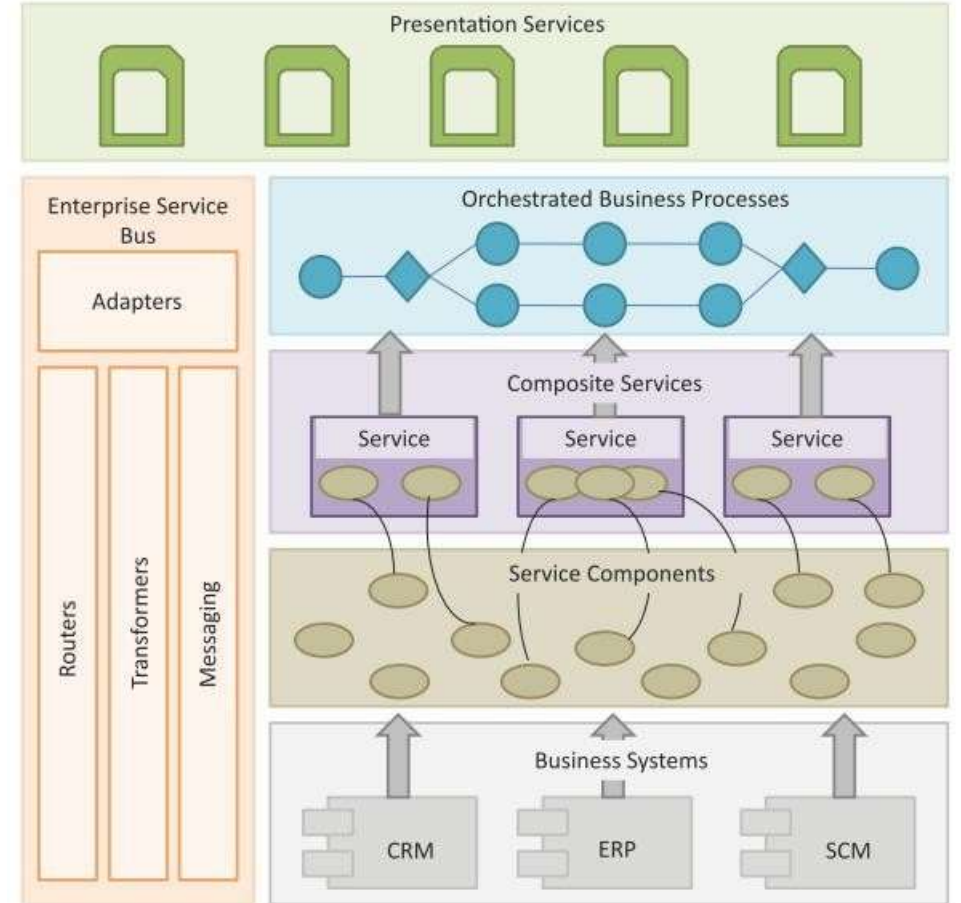 Presentation Services
Enterprise Service
Bus
Adapters
Routers
Transformers
Messaging
Orchestrated Business Processes
Composite Services
Service
Service
Service
Service Components
Business Systems
CRM
ERP
SCM